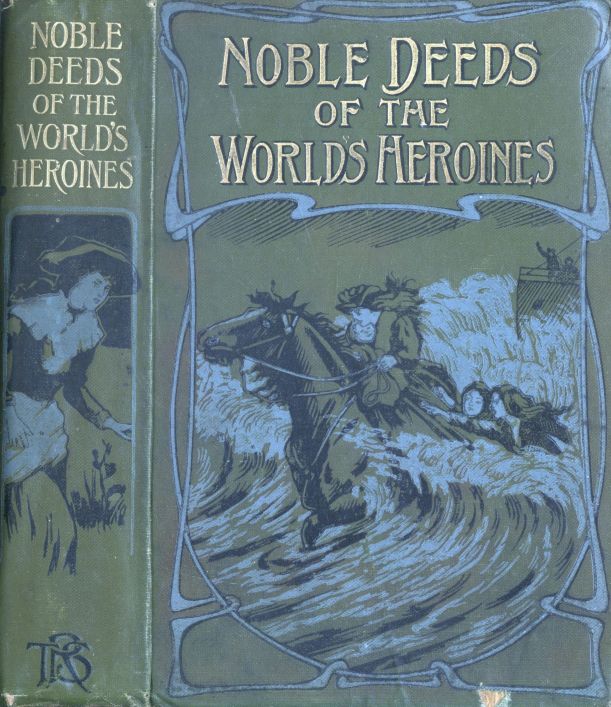 NOBLE
DEEDS
OF THE
WORLD'S
HEROINES
NOBLE DEEDS
OF THE
WORLD'S HEROINES